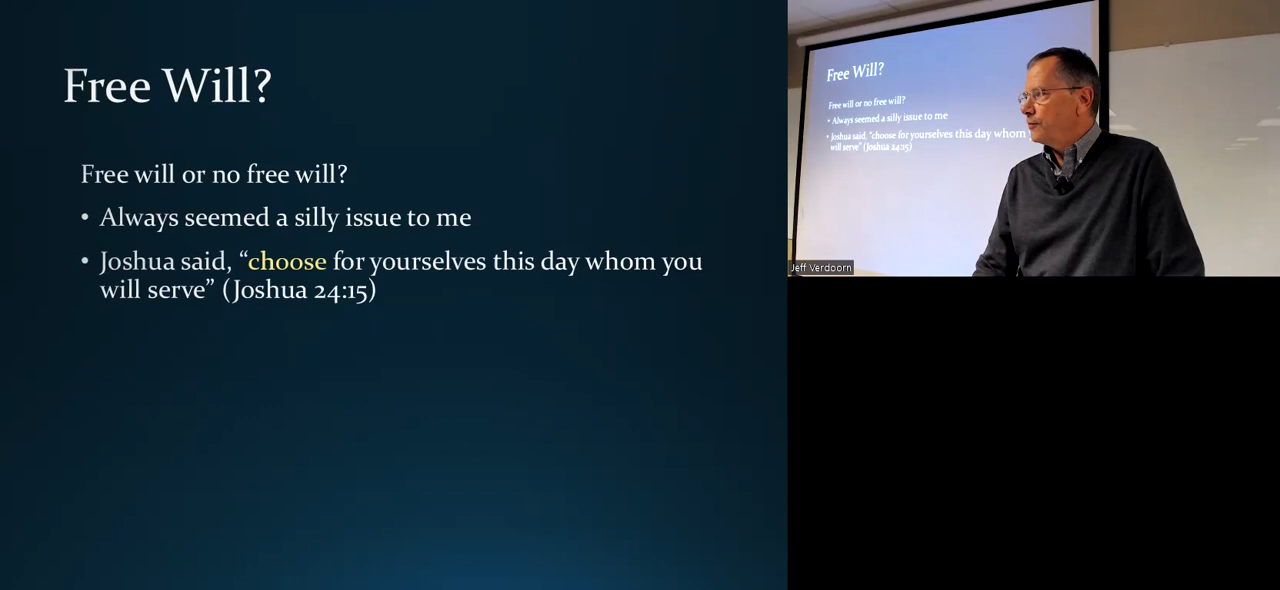 Free Will?
Free will or no free will?
• Always seemed a silly issue to me
• Joshua said, “choose for yourselves this day whom you
will serve” (Joshua 24:15)
Free Will?
Free will or no free will?
• Always seemed a silly issue to me
• Joshua said, “choose for yourselves this day whom
will serve” (Joshua 24:15)
Jeff Verdoorn